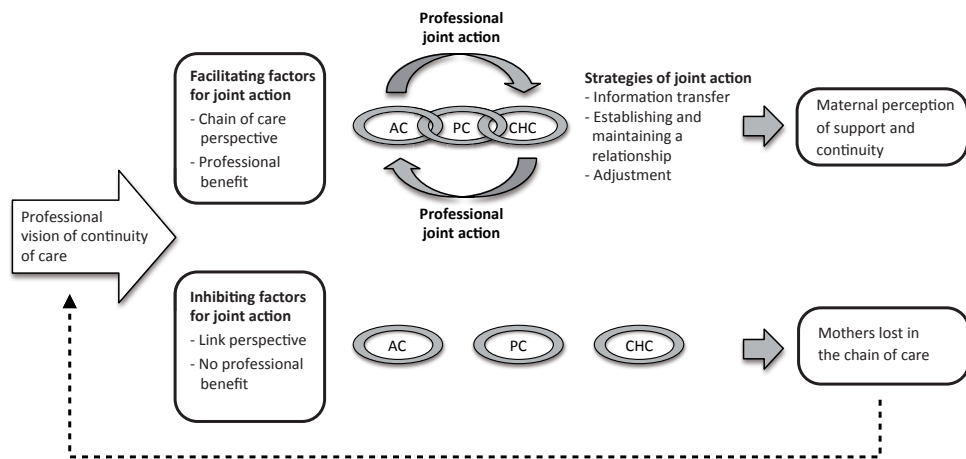 Professional
vision of continuity
of care
Facilitating factors
for joint action
- Chain of care
perspective
- Professional
benefit
Professional
joint action
AC
PC
CHC
Professional
joint action
Strategies of joint action
- Information transfer
- Establishing and
maintaining a
relationship
- Adjustment
Maternal perception
of support and
continuity
Inhibiting factors
for joint action
- Link perspective
- No professional
benefit
AC
PC
CHC
Mothers lost in
the chain of care